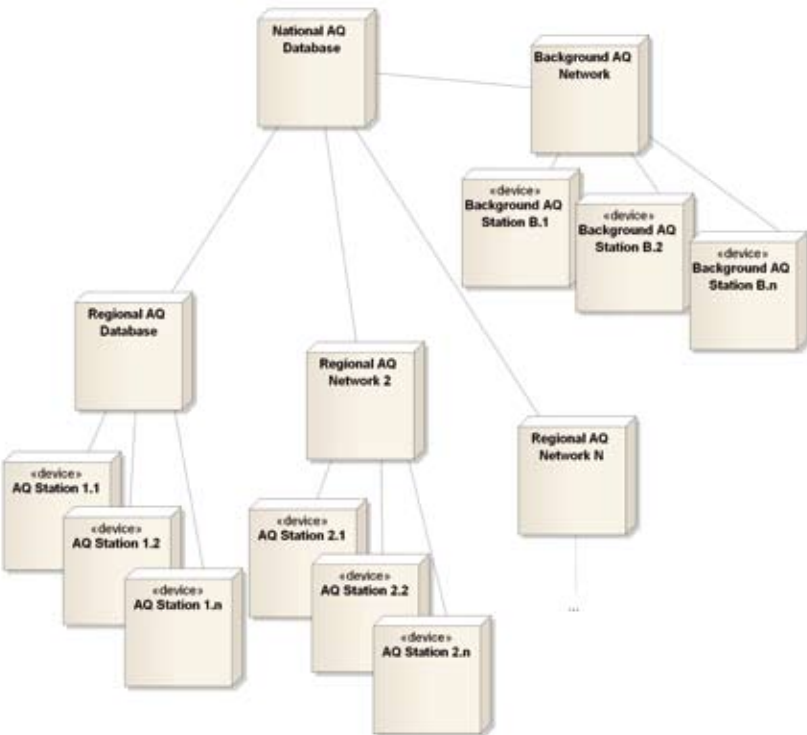 National AQ
Database
Background AQ
Network
«device»
Background AQ
Station B.1
«device»
Background AQ
Station B.2
«device»
Background AQ
Station B.n
Regional AQ
Database
Regional AQ
Network 2
Regional AQ
Network N
«device»
AQ Station 1.1
«device»
AQ Station 1.2
«device»
AQ Station 1.n
«device»
AQ Station 2.1
«device»
AQ Station 2.2
«device»
AQ Station 2.n
...